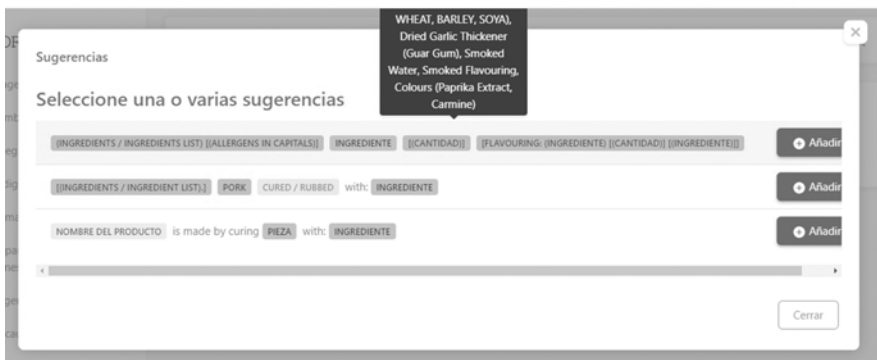 WHEAT, BARLEY, SOYA),
Dried Garlic Thickener
(Guar Gum), Smoked
Water, Smoked Flavouring,
Colours (Paprika Extract,
Carmine)
Sugerencias
Seleccione una o varias sugerencias
(INGREDIENTS / INGREDIENTS LIST) [(ALLERGENS IN CAPITALS)] INGREDIENTE [(CANTIDAD)] [FLAVOURING: (INGREDIENTE) [(CANTIDAD)] [(INGREDIENTE)]] Añadir
[(INGREDIENTS / INGREDIENT LIST).] PORK CURED / RUBBED with: INGREDIENTE Añadir
NOMBRE DEL PRODUCTO is made by curing PIEZA with: INGREDIENTE Añadir
Cerrar